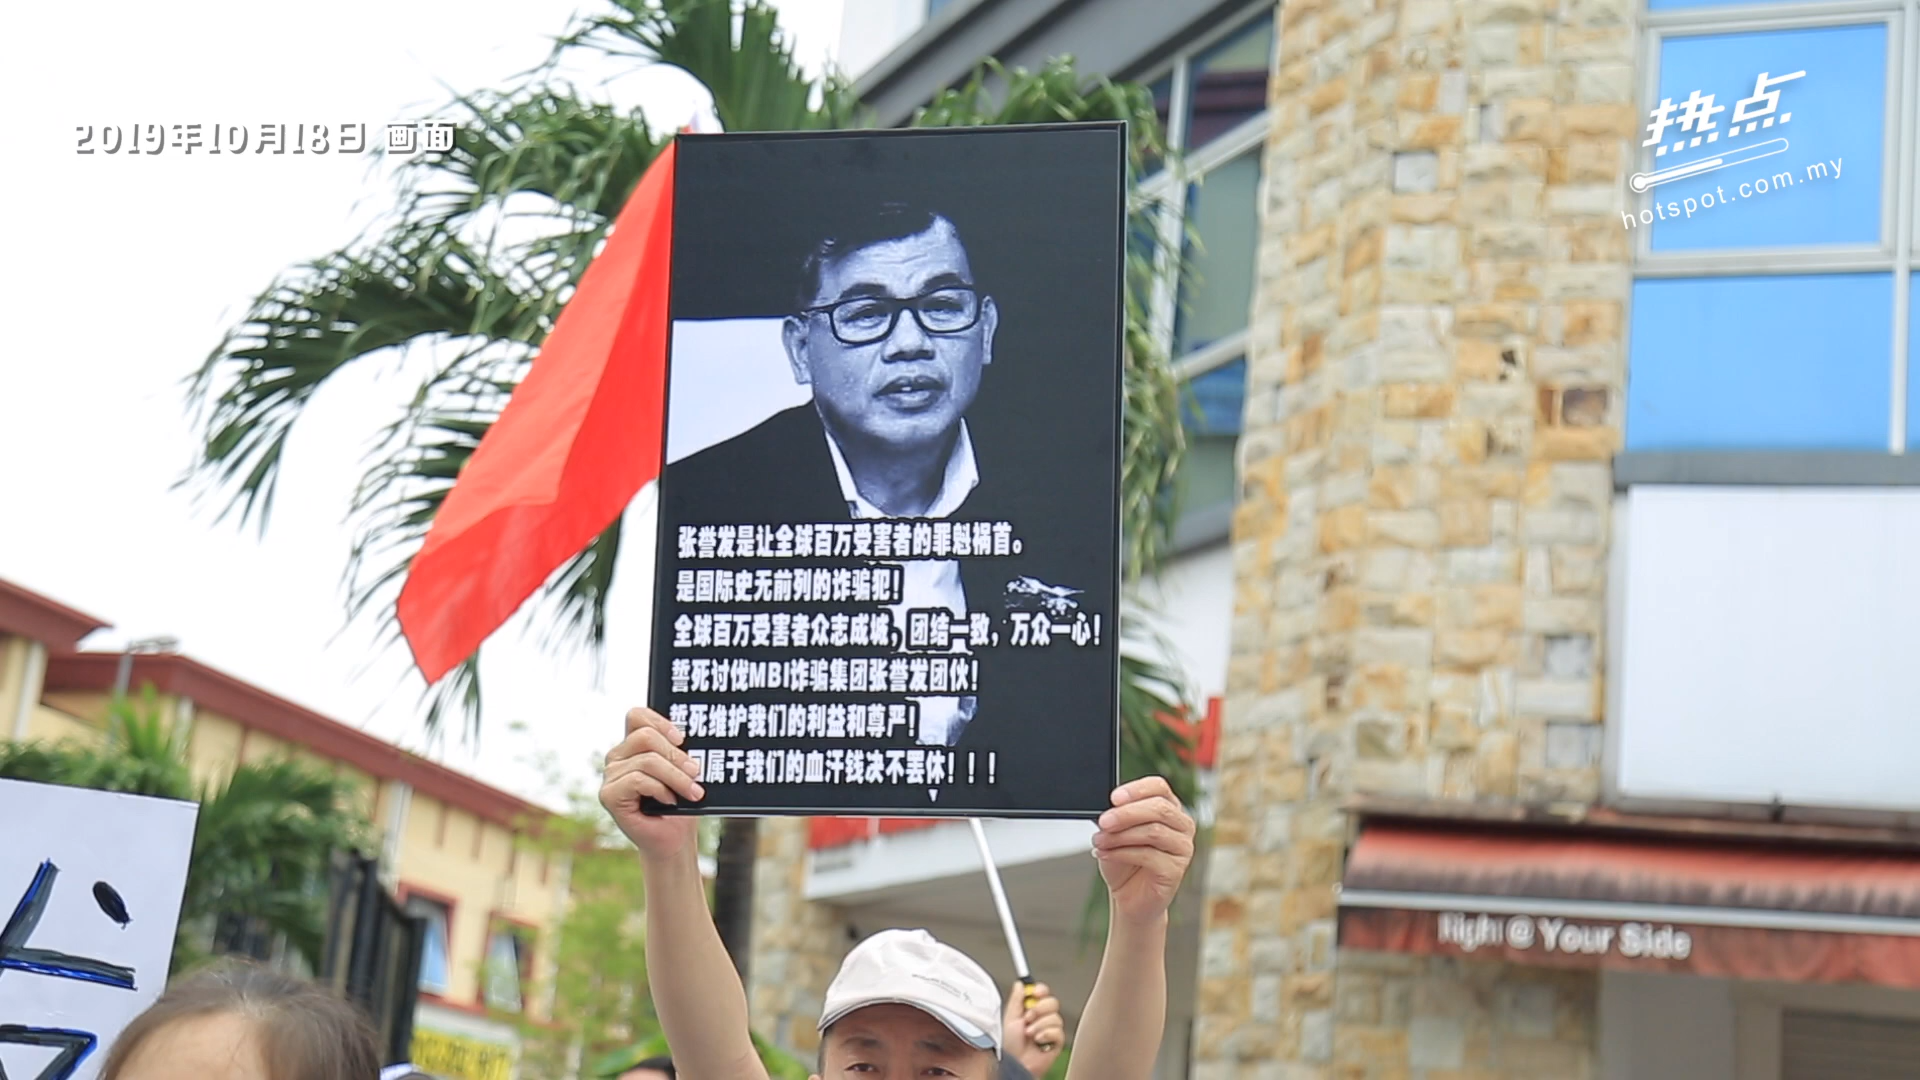 2019年10月18日 画面
热点
hotspot.com.my
张誉发是让全球百万受害者的罪魁祸首。
是国际史无前列的诈骗犯！
全球百万受害者众志成城，团结一致，万众一心！
誓死讨伐MBI诈骗集团张誉发团伙！
誓死维护我们的利益和尊严！
回属于我们的血汗钱决不罢休！！！
Right @ Your Side